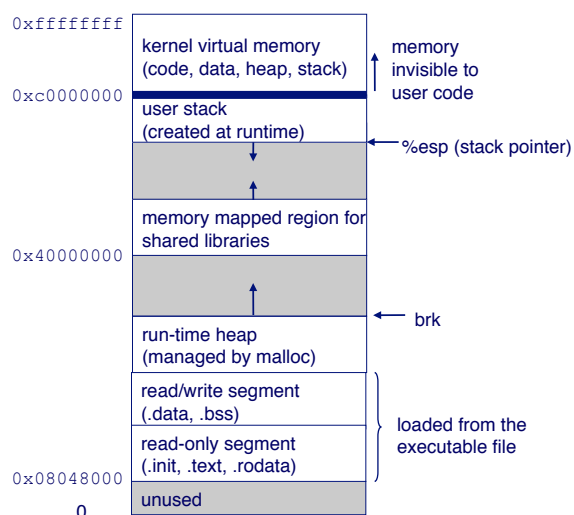 0xffffffff
kernel virtual memory
(code, data, heap, stack)
memory
invisible to
user code
0xc0000000
user stack
(created at runtime)
%esp (stack pointer)
memory mapped region for
shared libraries
0x40000000
brk
run-time heap
(managed by malloc)
read/write segment
(.data, .bss)
loaded from the
executable file
read-only segment
(.init, .text, .rodata)
0x08048000
unused
0